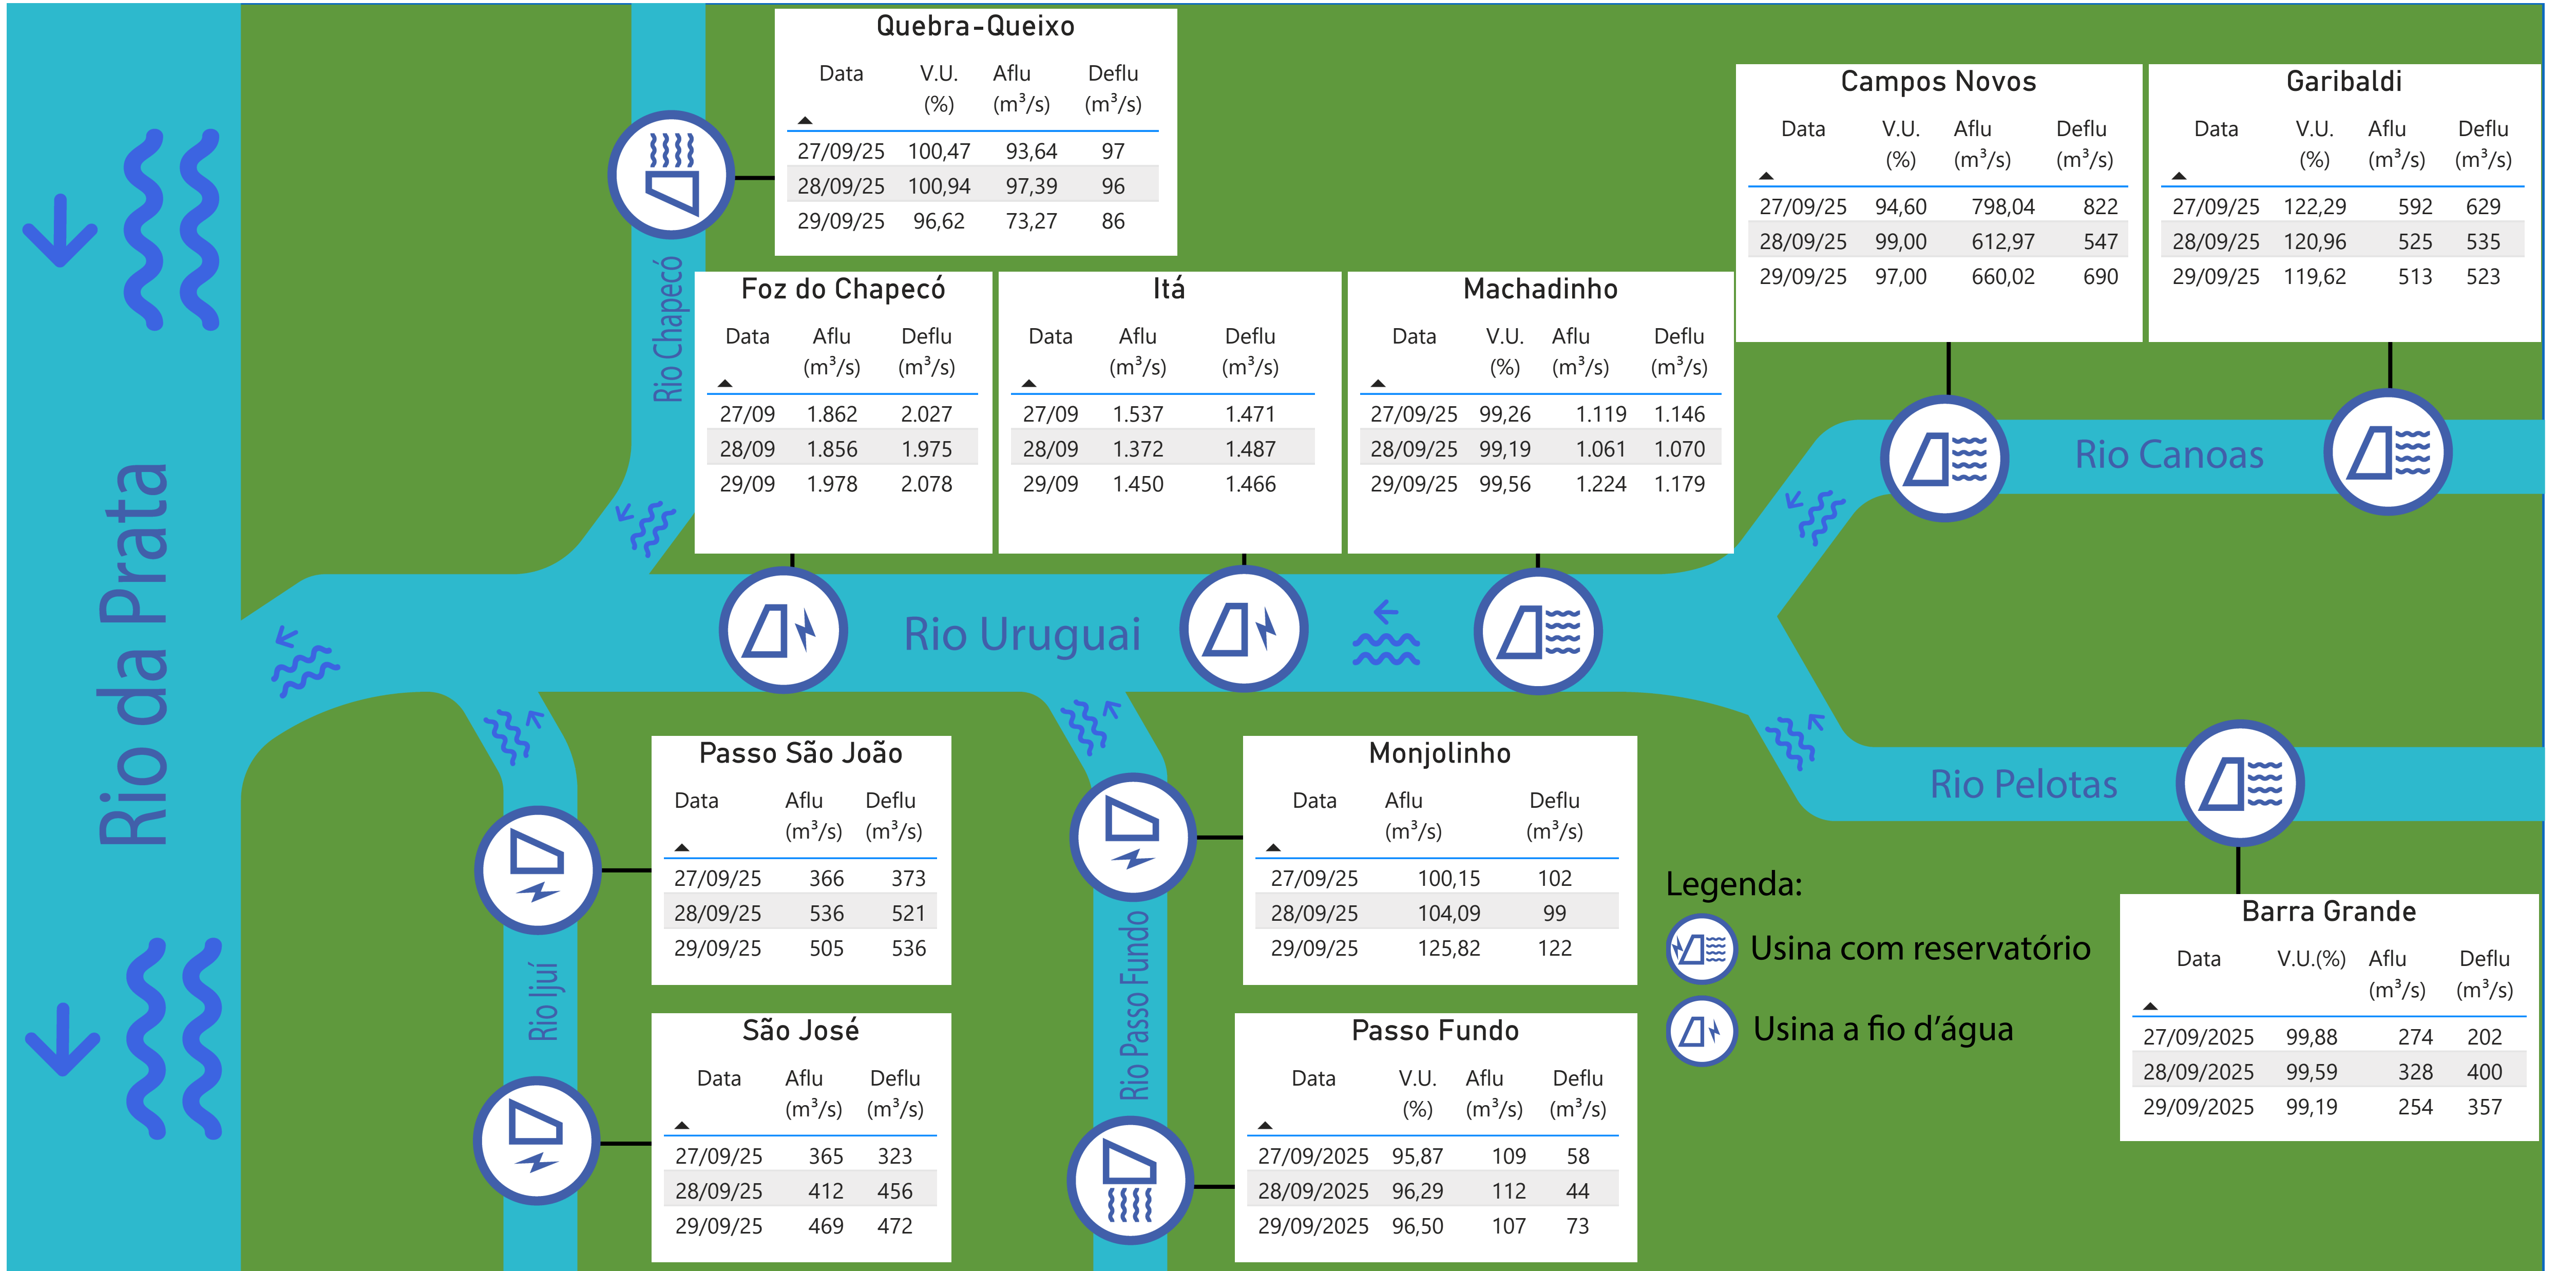 Quebra-Queixo
Data V.U. (%) Aflu (m³/s) Deflu (m³/s)
27/09/25 100,47 93,64 97
28/09/25 100,94 97,39 96
29/09/25 96,62 73,27 86
Campos Novos
Data V.U. (%) Aflu (m³/s) Deflu (m³/s)
27/09/25 94,60 798,04 822
28/09/25 99,00 612,97 547
29/09/25 97,00 660,02 690
Garibaldi
Data V.U. (%) Aflu (m³/s) Deflu (m³/s)
27/09/25 122,29 592 629
28/09/25 120,96 525 535
29/09/25 119,62 513 523
Foz do Chapecó
Data Aflu (m³/s) Deflu (m³/s)
27/09 1.862 2.027
28/09 1.856 1.975
29/09 1.978 2.078
Itá
Data Aflu (m³/s) Deflu (m³/s)
27/09 1.537 1.471
28/09 1.372 1.487
29/09 1.450 1.466
Machadinho
Data V.U. (%) Aflu (m³/s) Deflu (m³/s)
27/09/25 99,26 1.119 1.146
28/09/25 99,19 1.061 1.070
29/09/25 99,56 1.224 1.179
Rio Chapecó
Rio Canoas
Rio da Prata
Rio Uruguai
Rio Pelotas
Passo São João
Data Aflu (m³/s) Deflu (m³/s)
27/09/25 366 373
28/09/25 536 521
29/09/25 505 536
Monjolinho
Data Aflu (m³/s) Deflu (m³/s)
27/09/25 100,15 102
28/09/25 104,09 99
29/09/25 125,82 122
Rio Ijuí
Rio Passo Fundo
São José
Data Aflu (m³/s) Deflu (m³/s)
27/09/25 365 323
28/09/25 412 456
29/09/25 469 472
Passo Fundo
Data V.U. (%) Aflu (m³/s) Deflu (m³/s)
27/09/2025 95,87 109 58
28/09/2025 96,29 112 44
29/09/2025 96,50 107 73
Legenda:
Usina com reservatório
Usina a fio d’água
Barra Grande
Data V.U.(%) Aflu (m³/s) Deflu (m³/s)
27/09/2025 99,88 274 202
28/09/2025 99,59 328 400
29/09/2025 99,19 254 357